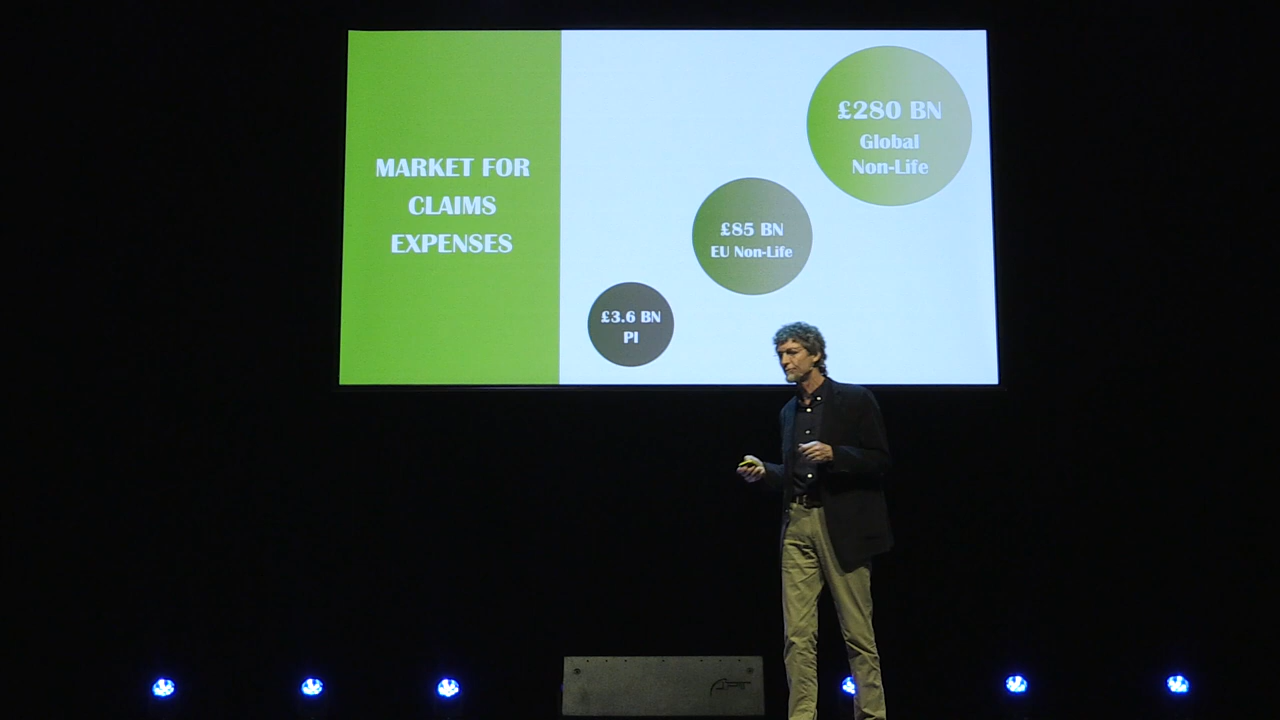 MARKET FOR
CLAIMS
EXPENSES
£280 BN
Global
Non-Life
£85 BN
EU Non-Life
£3.6 BN
PI